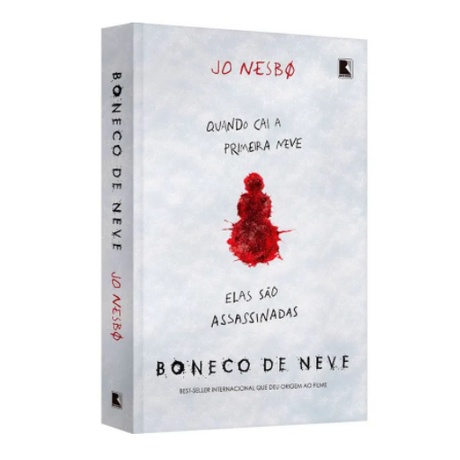 JO NESBØ
QUANDO CAI A
PRIMEIRA NEVE
ELAS SÃO
ASSASSINADAS
BONECO DE NEVE
BEST-SELLER INTERNACIONAL QUE DEU ORIGEM AO FILME
BONECO DE NEVE JO NESBØ